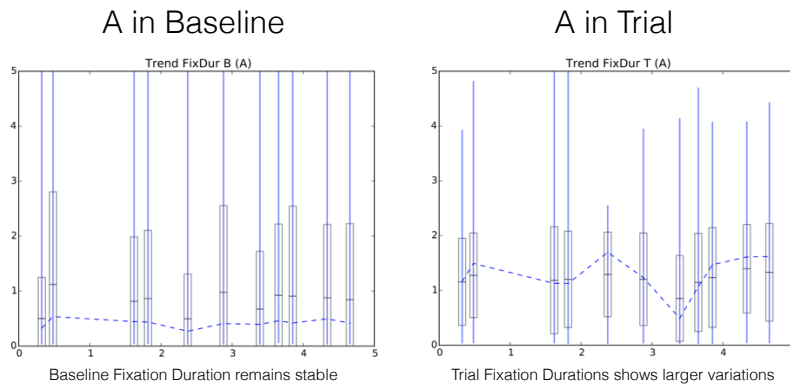 A in Baseline
A in Trial
Trend FixDur B (A)
5
4
3
2
1
0
0 1 2 3 4 5
Baseline Fixation Duration remains stable
Trend FixDur T (A)
5
4
3
2
1
0
0 1 2 3 4
Trial Fixation Durations shows larger variations